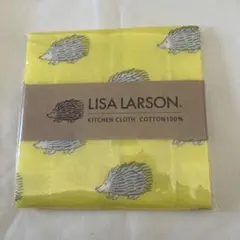 LISA LARSON
KITCHEN CLOTH COTTON100%